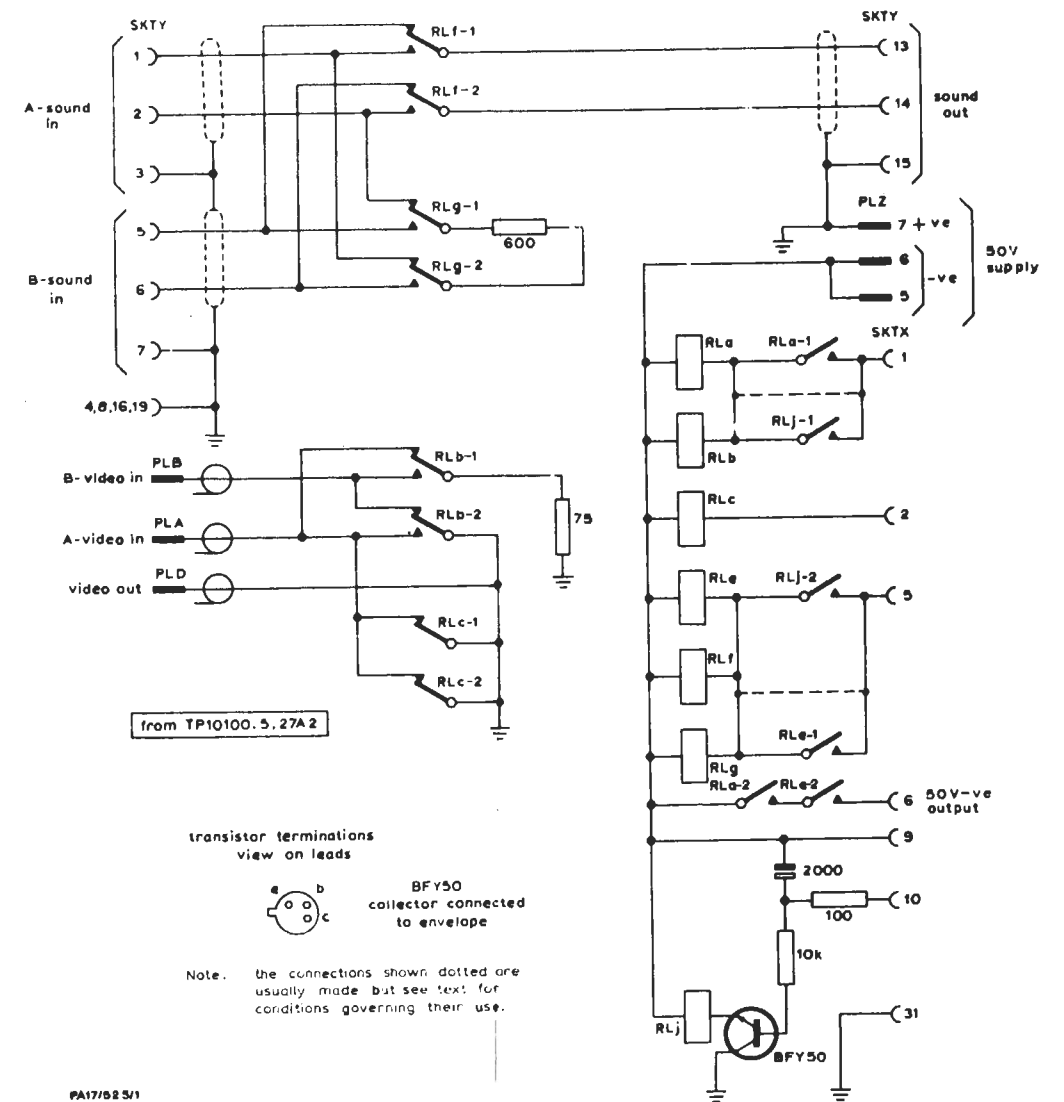 SKTY
1
A-sound
in
2
3
5
B-sound
in
6
7
4,8,16,19
RLf-1
RLf-2
RLg-1
600
RLg-2
SKTY
13
14
sound
out
15
PLZ
7 +ve
6
-ve
5
50V
supply
SKTX
RLa
RLa-1
1
RLj-1
RLb
RLc
2
RLe
RLj-2
5
RLf
RLe-1
RLg
RLa-2
RLe-2
6
50V-ve
output
9
2000
10
100
10k
31
RLj
BFY50
PLB
B-video in
PLA
A-video in
PLD
video out
RLb-1
RLb-2
75
RLc-1
RLc-2
from TP10100.5,27A2
transistor terminations
view on leads
e
b
c
BFY50
collector connected
to envelope
Note. the connections shown dotted are
usually made but see text for
conditions governing their use.
PA17/525/1